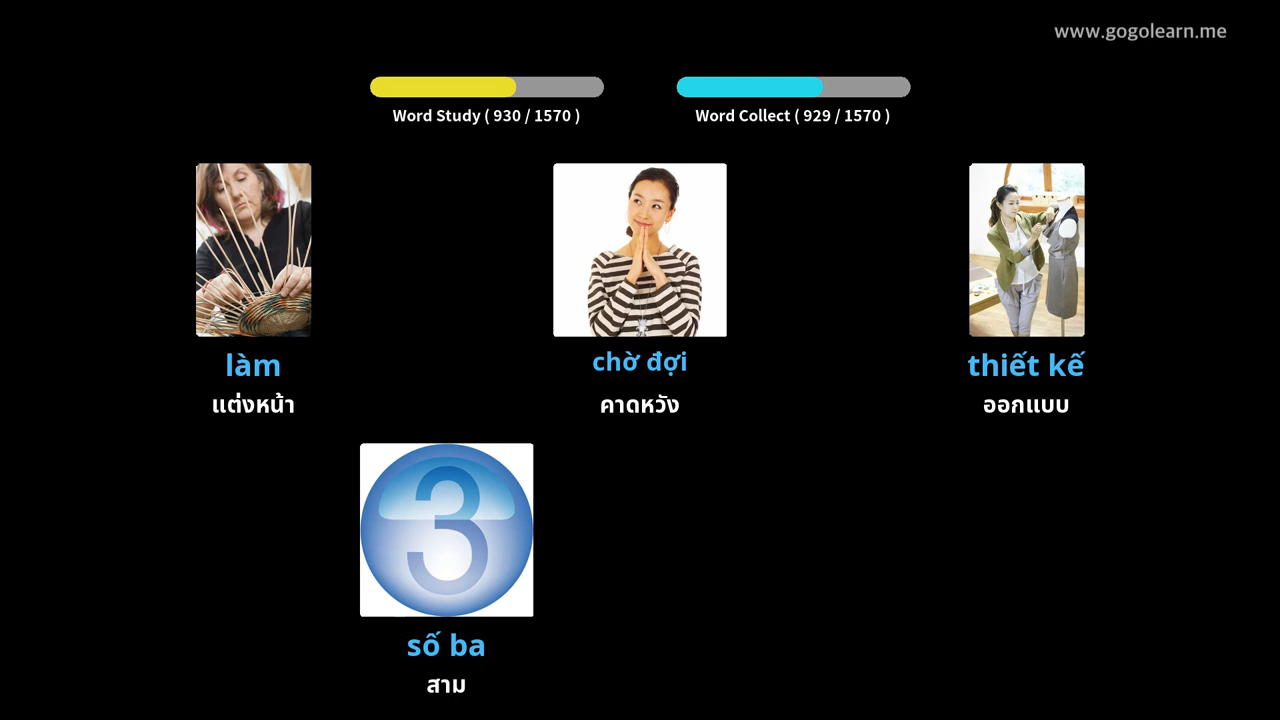 www.gogolearn.me
Word Study ( 930 / 1570 )
Word Collect ( 929 / 1570 )
làm
แต่งหน้า
chờ đợi
คาดหวัง
thiết kế
ออกแบบ
3
số ba
สาม